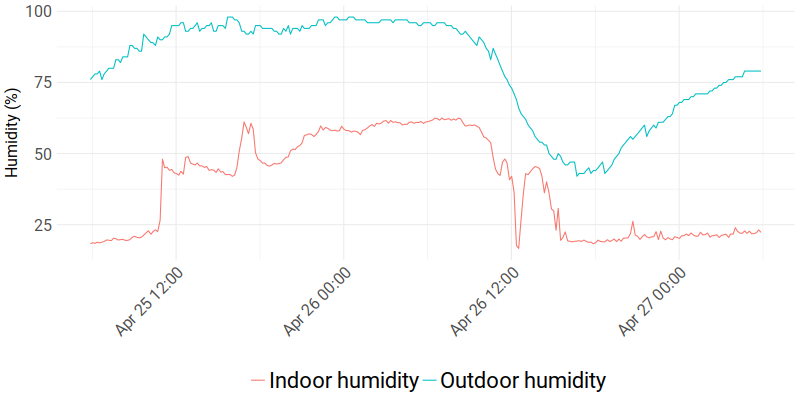 100
75
50
25
Humidity (%)
Apr 25 12:00
Apr 26 00:00
Apr 26 12:00
Apr 27 00:00
Indoor humidity
Outdoor humidity